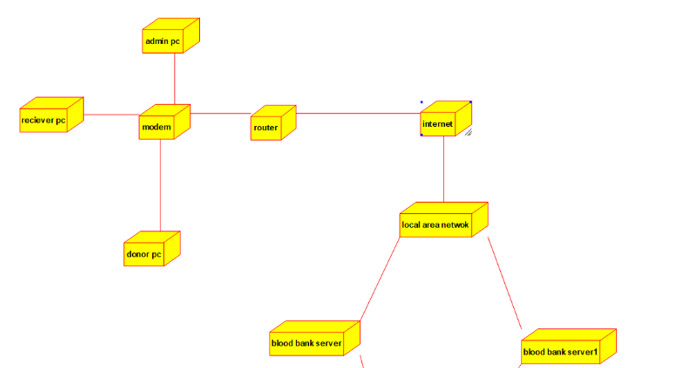 admin pc
reciever pc
modem
router
internet
local area netwok
donor pc
blood bank server
blood bank server1